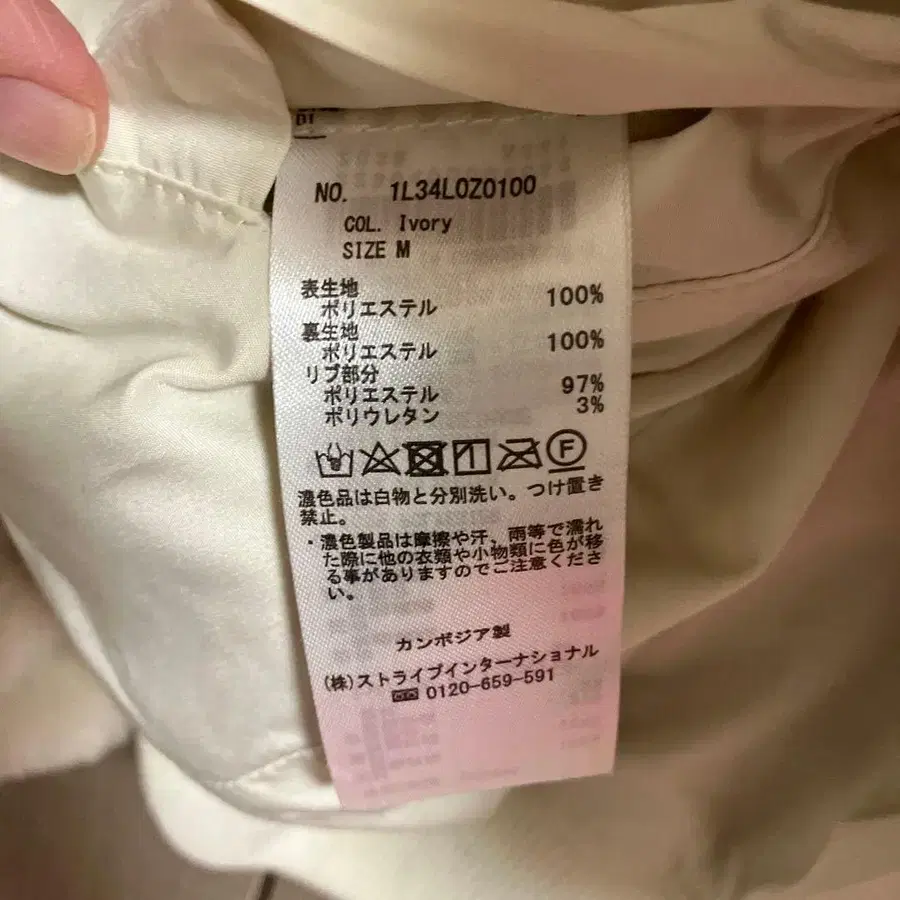 NO. 1L34L0Z0100
COL. Ivory
SIZE M
表生地
ポリエステル 100%
裏生地
ポリエステル 100%
リブ部分
ポリエステル 97%
ポリウレタン 3%
F
濃色品は白物と分別洗い。つけ置き
禁止。
・濃色製品は摩擦や汗、雨等で濡れ
た際に他の衣類や小物類に色が移
る事がありますのでご注意くださ
い。
カンボジア製
(株)ストライプインターナショナル
0120-659-591